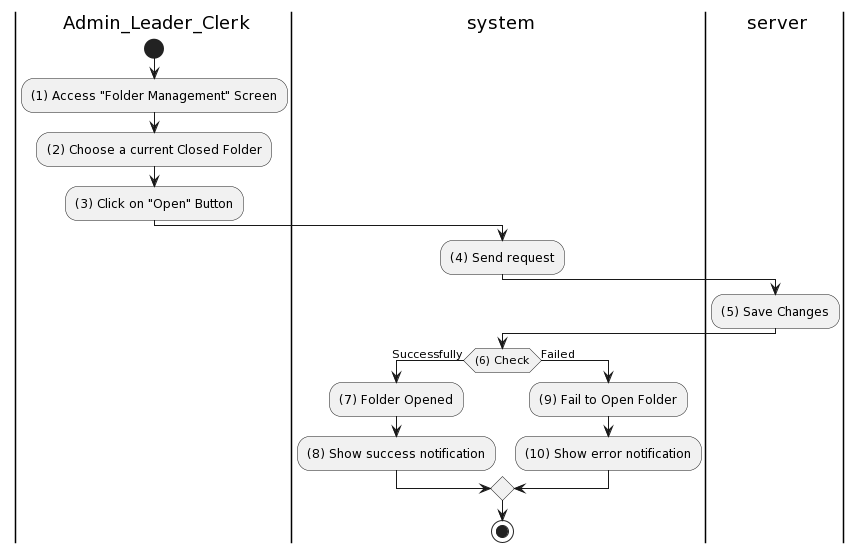 Admin_Leader_Clerk
system
server
(1) Access "Folder Management" Screen
(2) Choose a current Closed Folder
(3) Click on "Open" Button
(4) Send request
(5) Save Changes
Successfully
(6) Check
Failed
(7) Folder Opened
(9) Fail to Open Folder
(8) Show success notification
(10) Show error notification